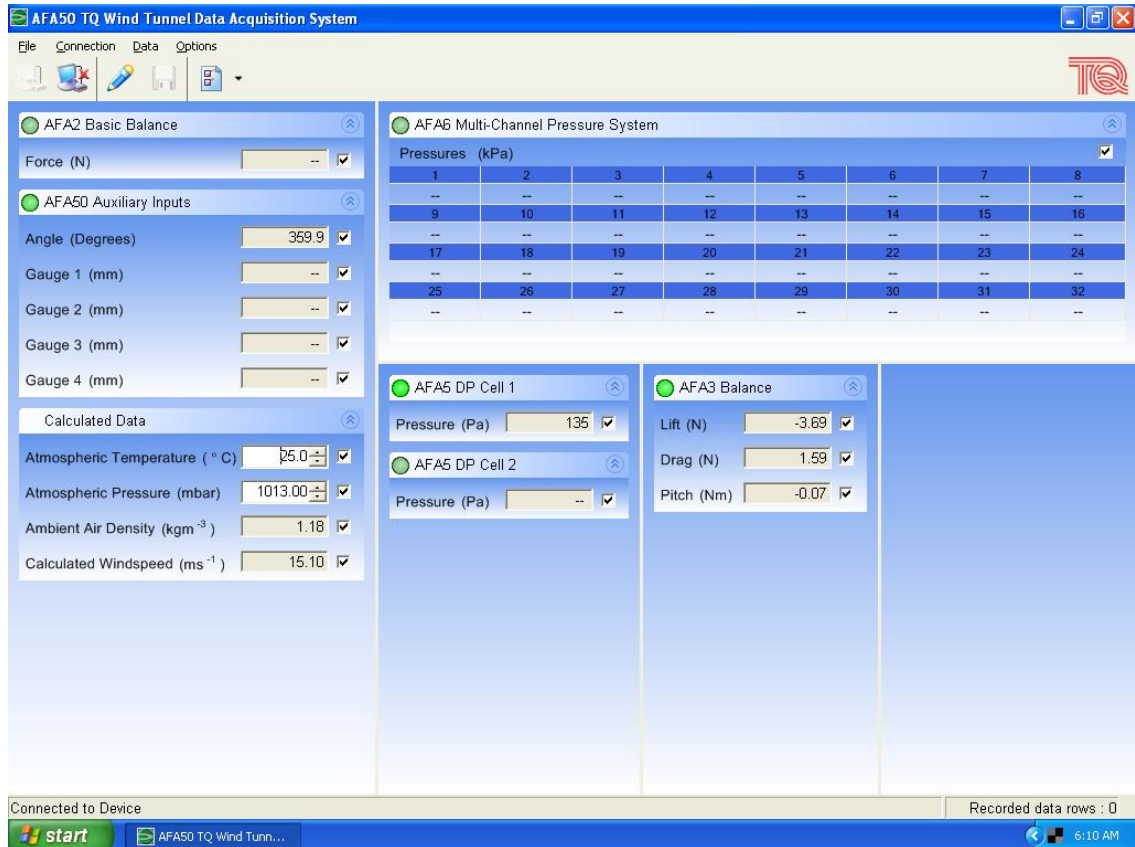 AFA50 TQ Wind Tunnel Data Acquisition System
File Connection Data Options
TQ
AFA2 Basic Balance
Force (N) --
AFA50 Auxiliary Inputs
Angle (Degrees) 359.9
Gauge 1 (mm) --
Gauge 2 (mm) --
Gauge 3 (mm) --
Gauge 4 (mm) --
Calculated Data
Atmospheric Temperature ( ° C) 25.0
Atmospheric Pressure (mbar) 1013.00
Ambient Air Density (kgm -3 ) 1.18
Calculated Windspeed (ms -1 ) 15.10
AFA6 Multi-Channel Pressure System
Pressures (kPa)
1 2 3 4 5 6 7 8
-- -- -- -- -- -- -- --
9 10 11 12 13 14 15 16
-- -- -- -- -- -- -- --
17 18 19 20 21 22 23 24
-- -- -- -- -- -- -- --
25 26 27 28 29 30 31 32
-- -- -- -- -- -- -- --
AFA5 DP Cell 1
Pressure (Pa) 135
AFA5 DP Cell 2
Pressure (Pa) --
AFA3 Balance
Lift (N) -3.69
Drag (N) 1.59
Pitch (Nm) -0.07
Connected to Device
Recorded data rows : 0
start
AFA50 TQ Wind Tunn...
6:10 AM